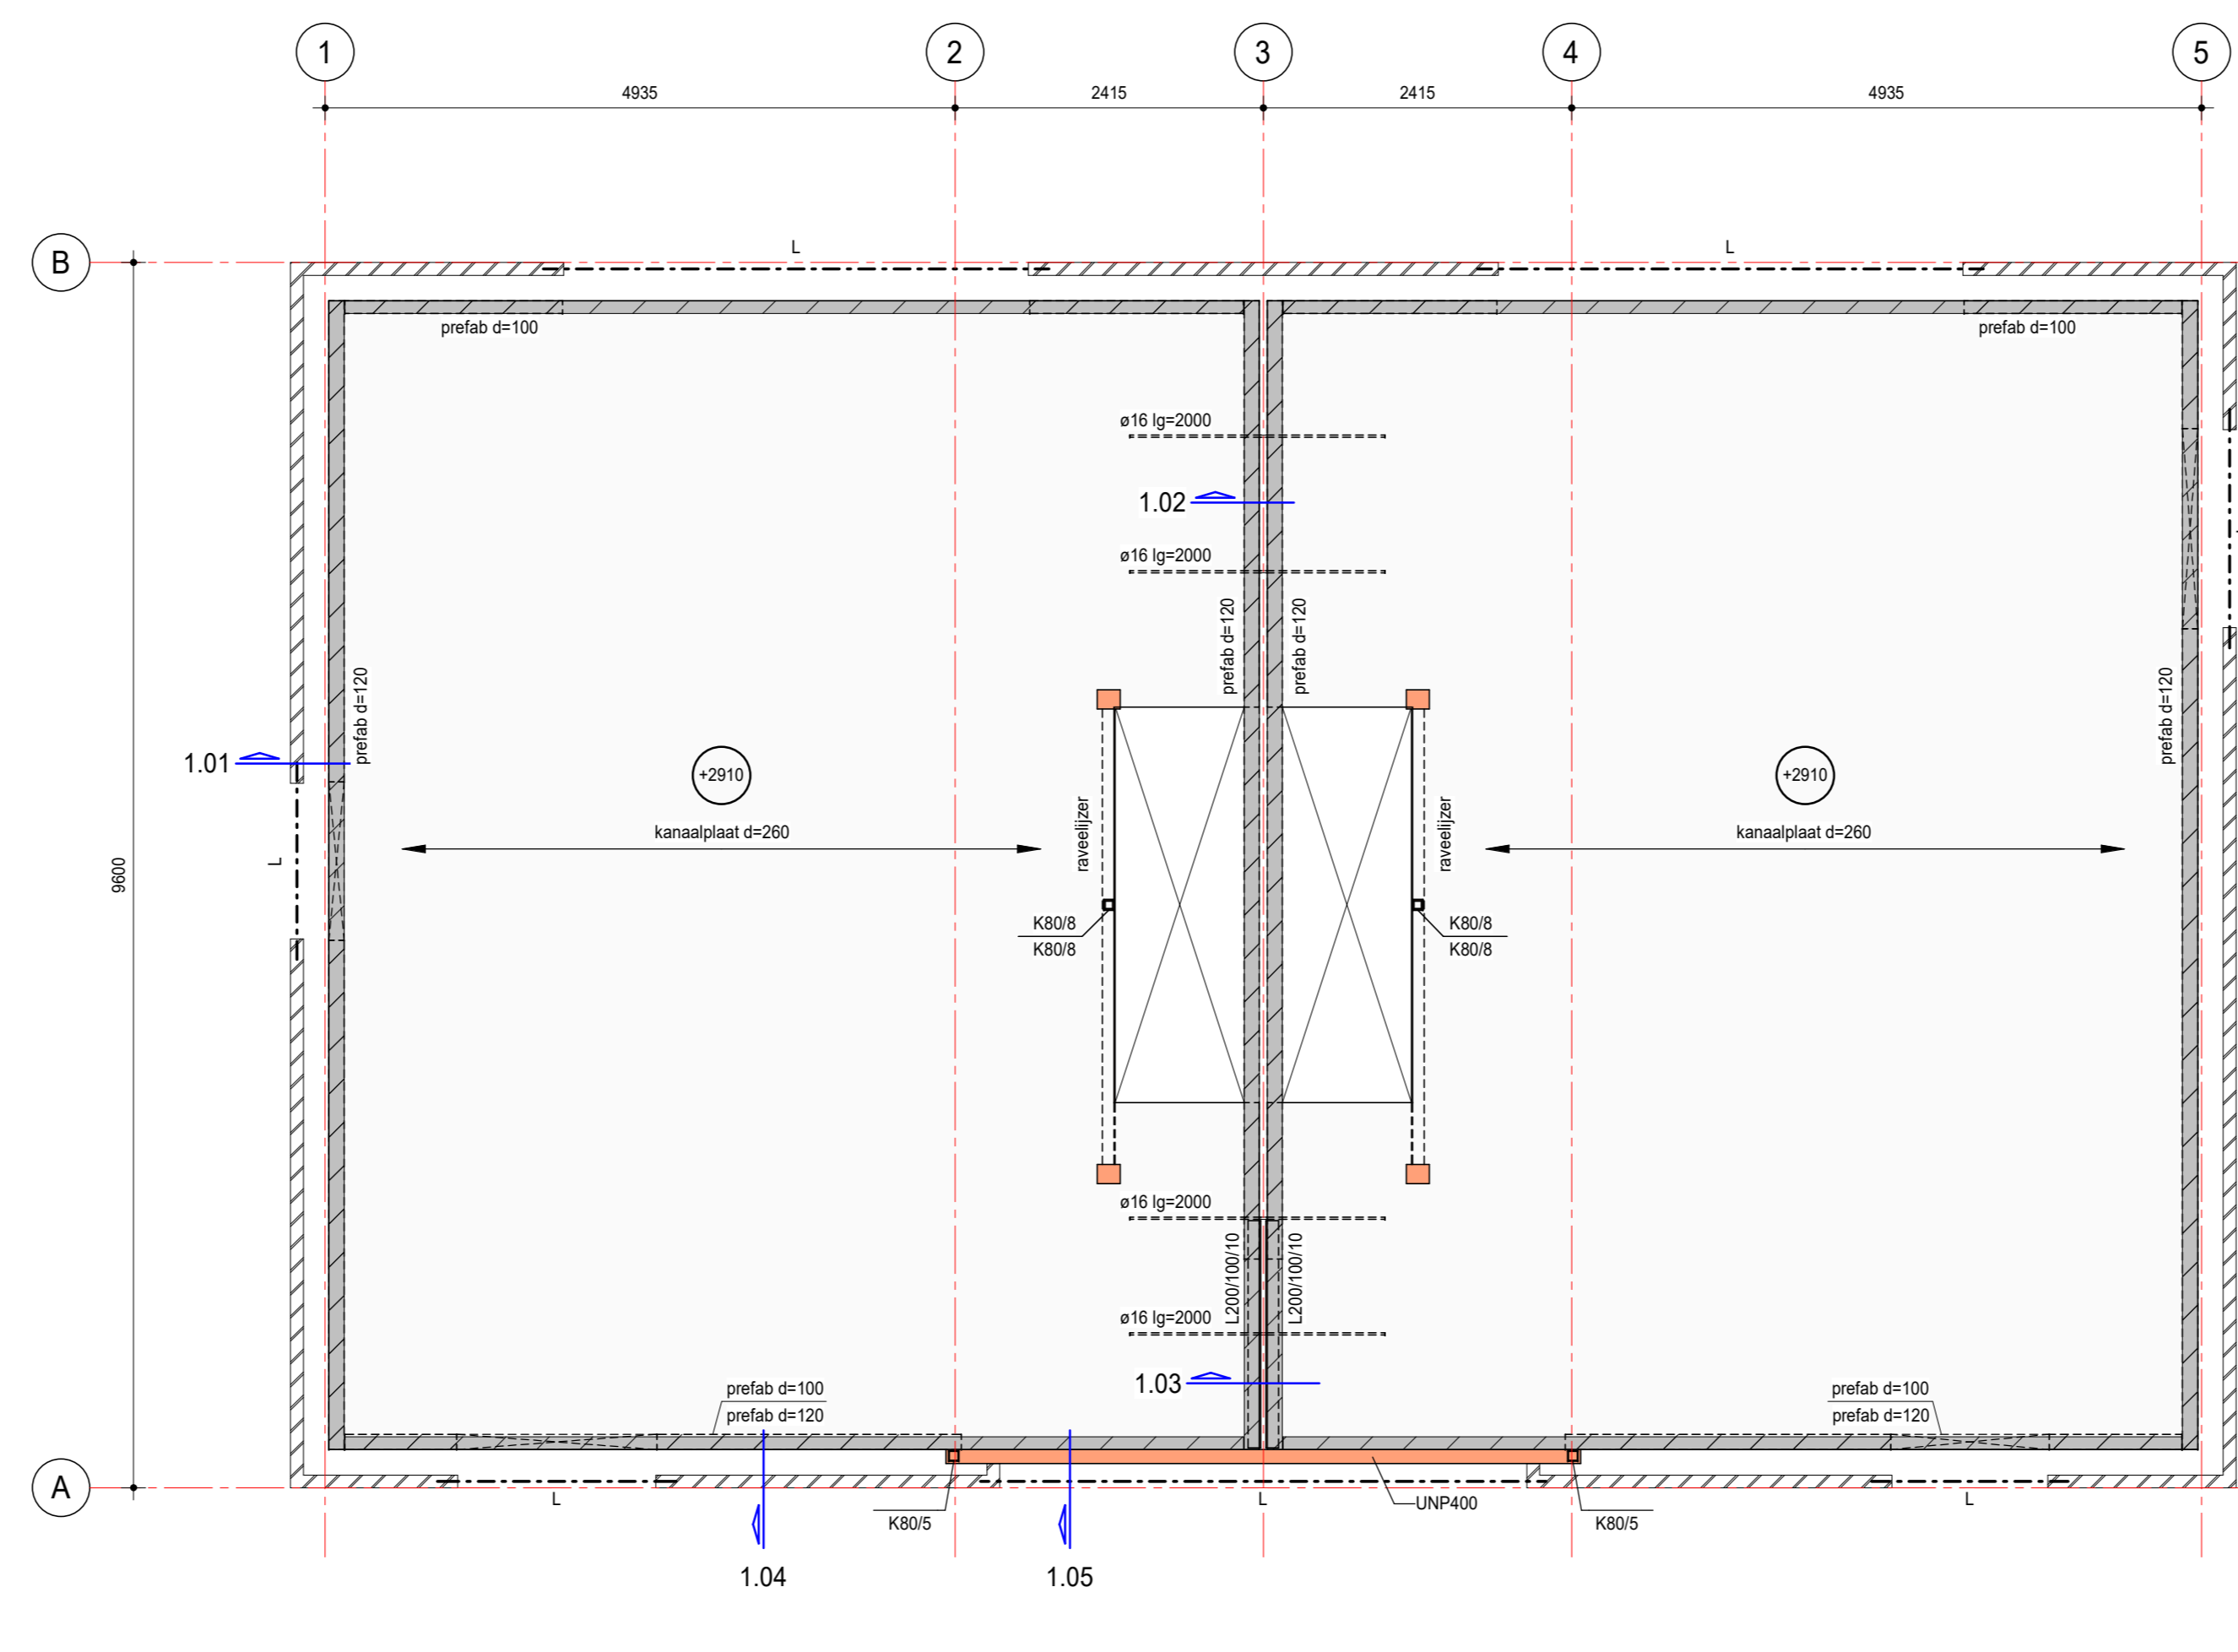 1
2
3
4
5
4935
2415
2415
4935
B
L
L
prefab d=100
prefab d=100
ø16 lg=2000
1.02
ø16 lg=2000
prefab d=120
prefab d=120
prefab d=120
prefab d=120
1.01
+2910
+2910
kanaalplaat d=260
kanaalplaat d=260
raveelijzer
raveelijzer
L
9600
K80/8
K80/8
K80/8
K80/8
ø16 lg=2000
L200/100/10
L200/100/10
ø16 lg=2000
1.03
prefab d=100
prefab d=120
prefab d=100
prefab d=120
A
L
L
UNP400
L
K80/5
K80/5
1.04
1.05